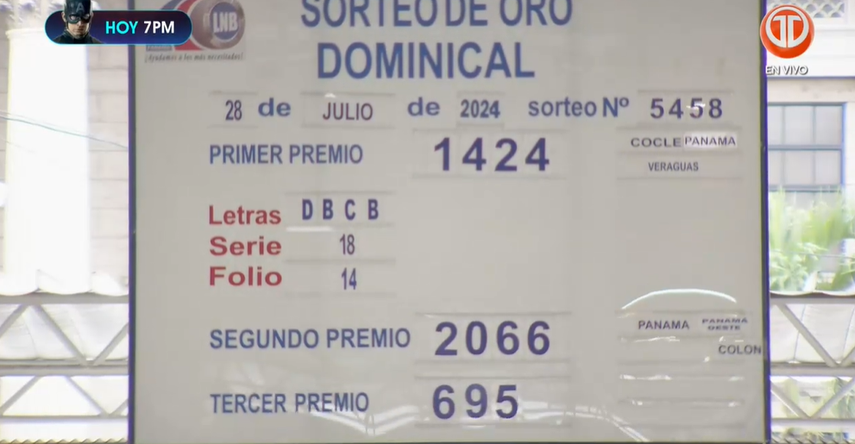 HOY 7PM
LNB
¡Ayudamos a los más necesitados!
EN VIVO
SORTEO DE ORO
DOMINICAL
28 de JULIO de 2024 sorteo Nº 5458
PRIMER PREMIO 1424 COCLE PANAMA
VERAGUAS
Letras D B C B
Serie 18
Folio 14
SEGUNDO PREMIO 2066 PANAMA PANAMA OESTE
COLON
TERCER PREMIO 695